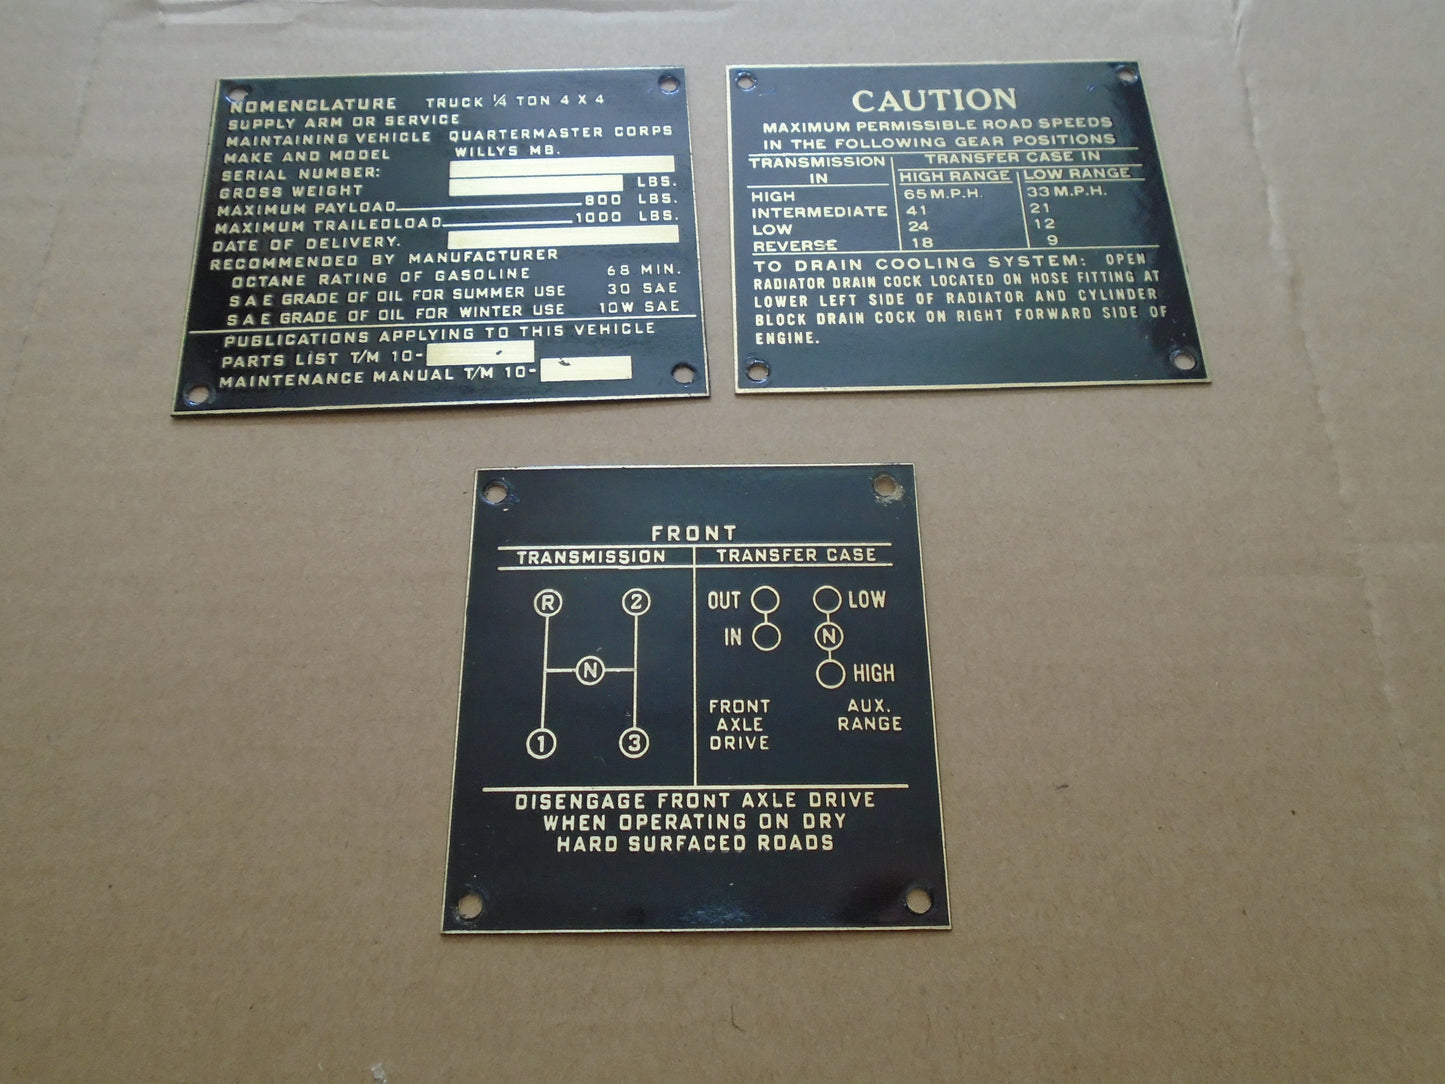 NOMENCLATURE TRUCK ¼ TON 4 X 4
SUPPLY ARM OR SERVICE
MAINTAINING VEHICLE QUARTERMASTER CORPS
MAKE AND MODEL WILLYS MB.
SERIAL NUMBER:
GROSS WEIGHT LBS.
MAXIMUM PAYLOAD 800 LBS.
MAXIMUM TRAILEDLOAD 1000 LBS.
DATE OF DELIVERY.
RECOMMENDED BY MANUFACTURER
OCTANE RATING OF GASOLINE 68 MIN.
SAE GRADE OF OIL FOR SUMMER USE 30 SAE
SAE GRADE OF OIL FOR WINTER USE 10W SAE
PUBLICATIONS APPLYING TO THIS VEHICLE
PARTS LIST T/M 10-
MAINTENANCE MANUAL T/M 10-
CAUTION
MAXIMUM PERMISSIBLE ROAD SPEEDS
IN THE FOLLOWING GEAR POSITIONS
TRANSMISSION IN TRANSFER CASE IN
HIGH RANGE LOW RANGE
HIGH 65 M.P.H. 33 M.P.H.
INTERMEDIATE 41 21
LOW 24 12
REVERSE 18 9
TO DRAIN COOLING SYSTEM: OPEN
RADIATOR DRAIN COCK LOCATED ON HOSE FITTING AT
LOWER LEFT SIDE OF RADIATOR AND CYLINDER
BLOCK DRAIN COCK ON RIGHT FORWARD SIDE OF
ENGINE.
FRONT
TRANSMISSION TRANSFER CASE
R 2 OUT LOW
IN N
N HIGH
FRONT AUX.
AXLE RANGE
DRIVE
1 3
DISENGAGE FRONT AXLE DRIVE
WHEN OPERATING ON DRY
HARD SURFACED ROADS